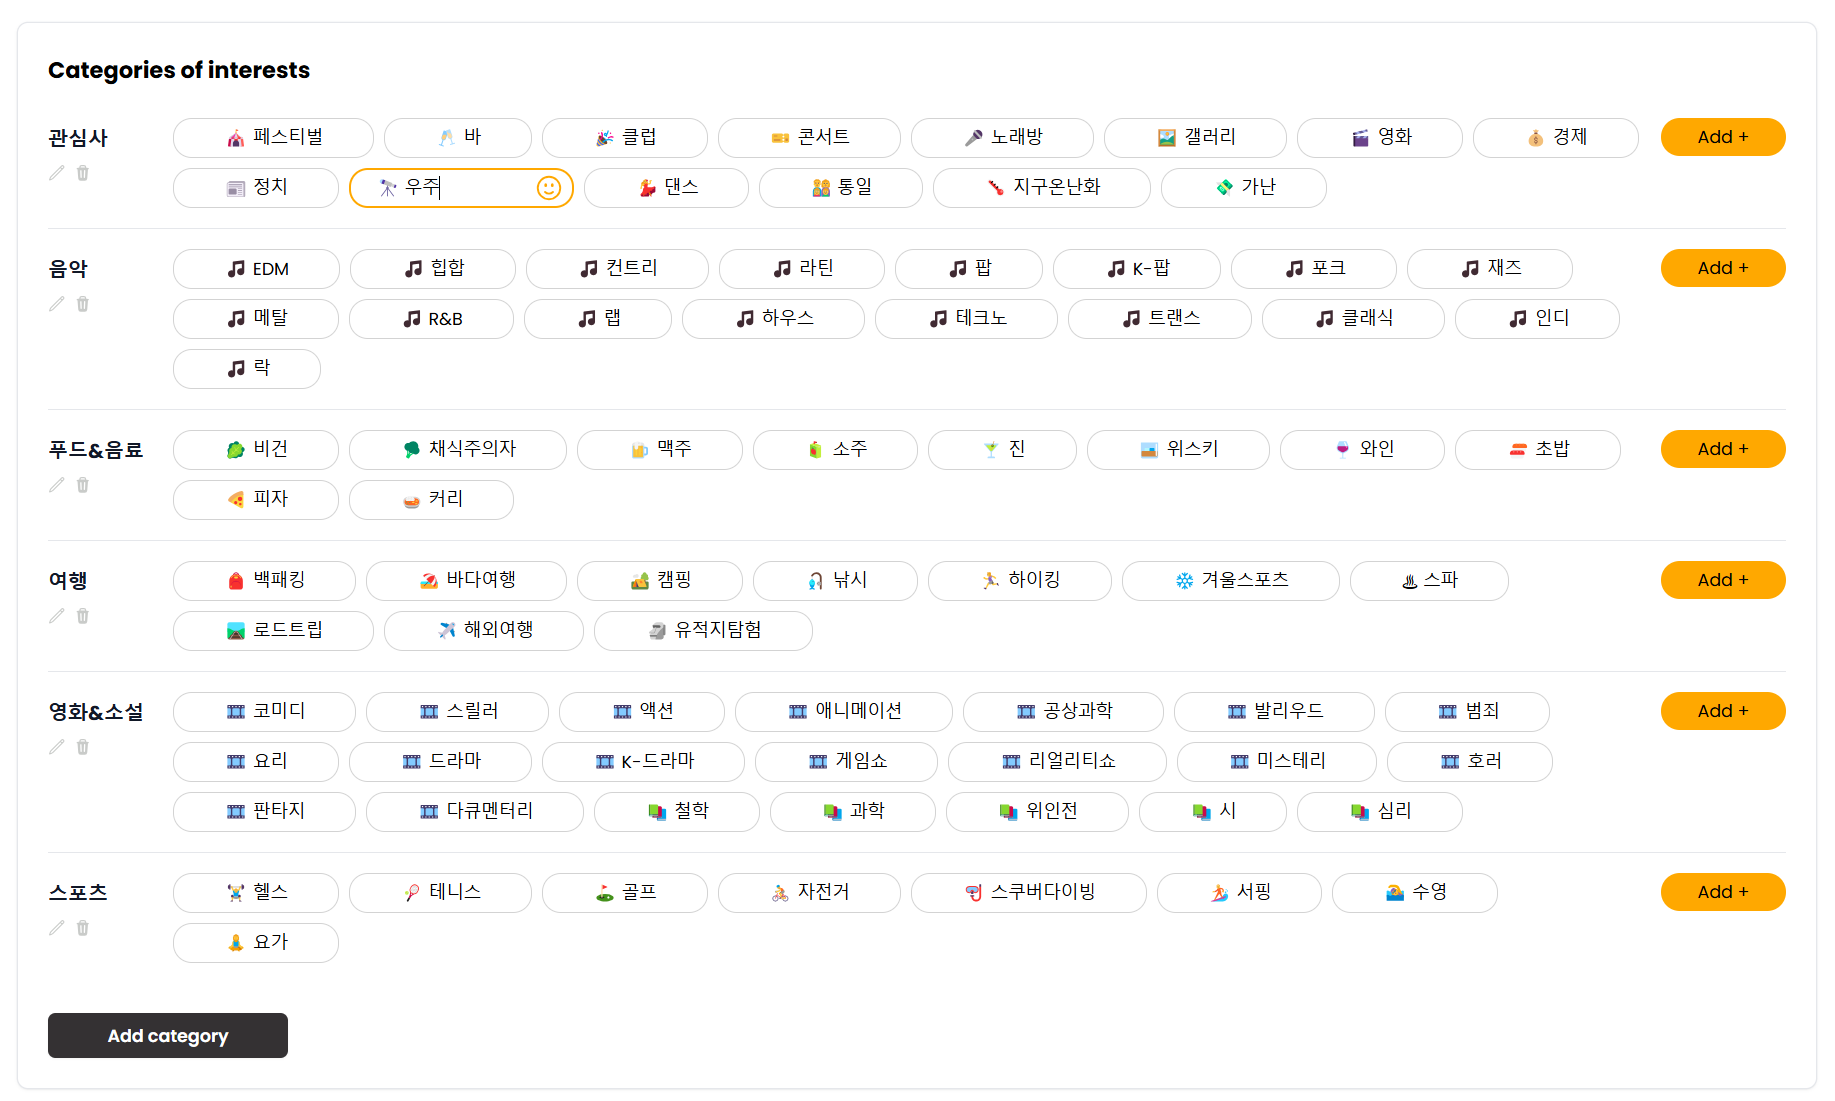 Categories of interests
관심사 페스티벌 바 클럽 콘서트 노래방 갤러리 영화 경제 Add +
정치 우주 댄스 통일 지구온난화 가난
음악 EDM 힙합 컨트리 라틴 팝 K-팝 포크 재즈 Add +
메탈 R&B 랩 하우스 테크노 트랜스 클래식 인디
락
푸드&음료 비건 채식주의자 맥주 소주 진 위스키 와인 초밥 Add +
피자 커리
여행 백패킹 바다여행 캠핑 낚시 하이킹 겨울스포츠 스파 Add +
로드트립 해외여행 유적지탐험
영화&소설 코미디 스릴러 액션 애니메이션 공상과학 발리우드 범죄 Add +
요리 드라마 K-드라마 게임쇼 리얼리티쇼 미스테리 호러
판타지 다큐멘터리 철학 과학 위인전 시 심리
스포츠 헬스 테니스 골프 자전거 스쿠버다이빙 서핑 수영 Add +
요가
Add category